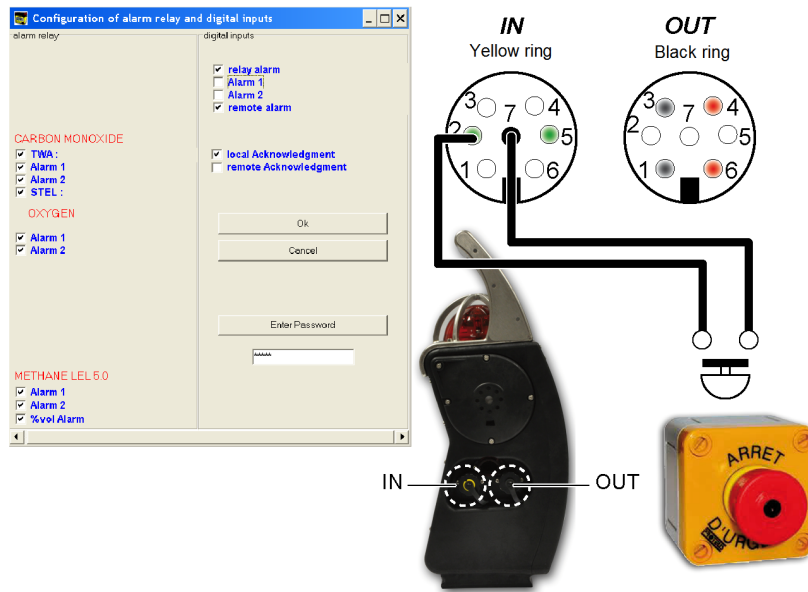 Configuration of alarm relay and digital inputs
alarm relay
CARBON MONOXIDE
TWA :
Alarm 1
Alarm 2
STEL :
OXYGEN
Alarm 1
Alarm 2
METHANE LEL 5.0
Alarm 1
Alarm 2
%vol Alarm
digital inputs
relay alarm
Alarm 1
Alarm 2
remote alarm
local Acknowledgment
remote Acknowledgment
Ok
Cancel
Enter Password
*****
IN
Yellow ring
3 7 4
2 5
1 6
OUT
Black ring
3 7 4
2 5
1 6
IN
OUT
ARRET